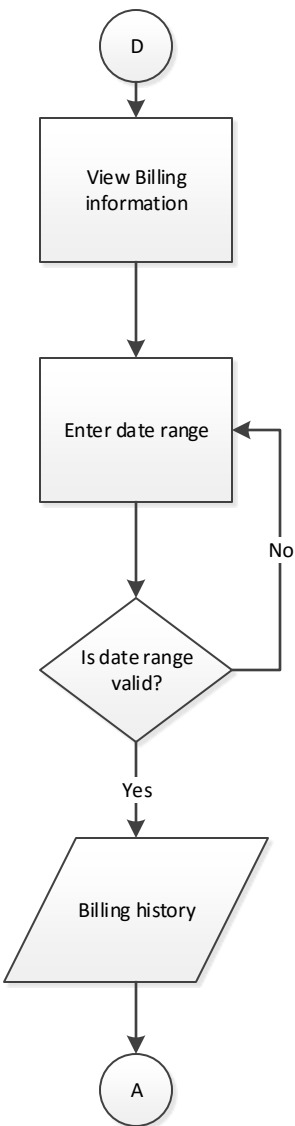 D
View Billing
information
Enter date range
No
Is date range
valid?
Yes
Billing history
A